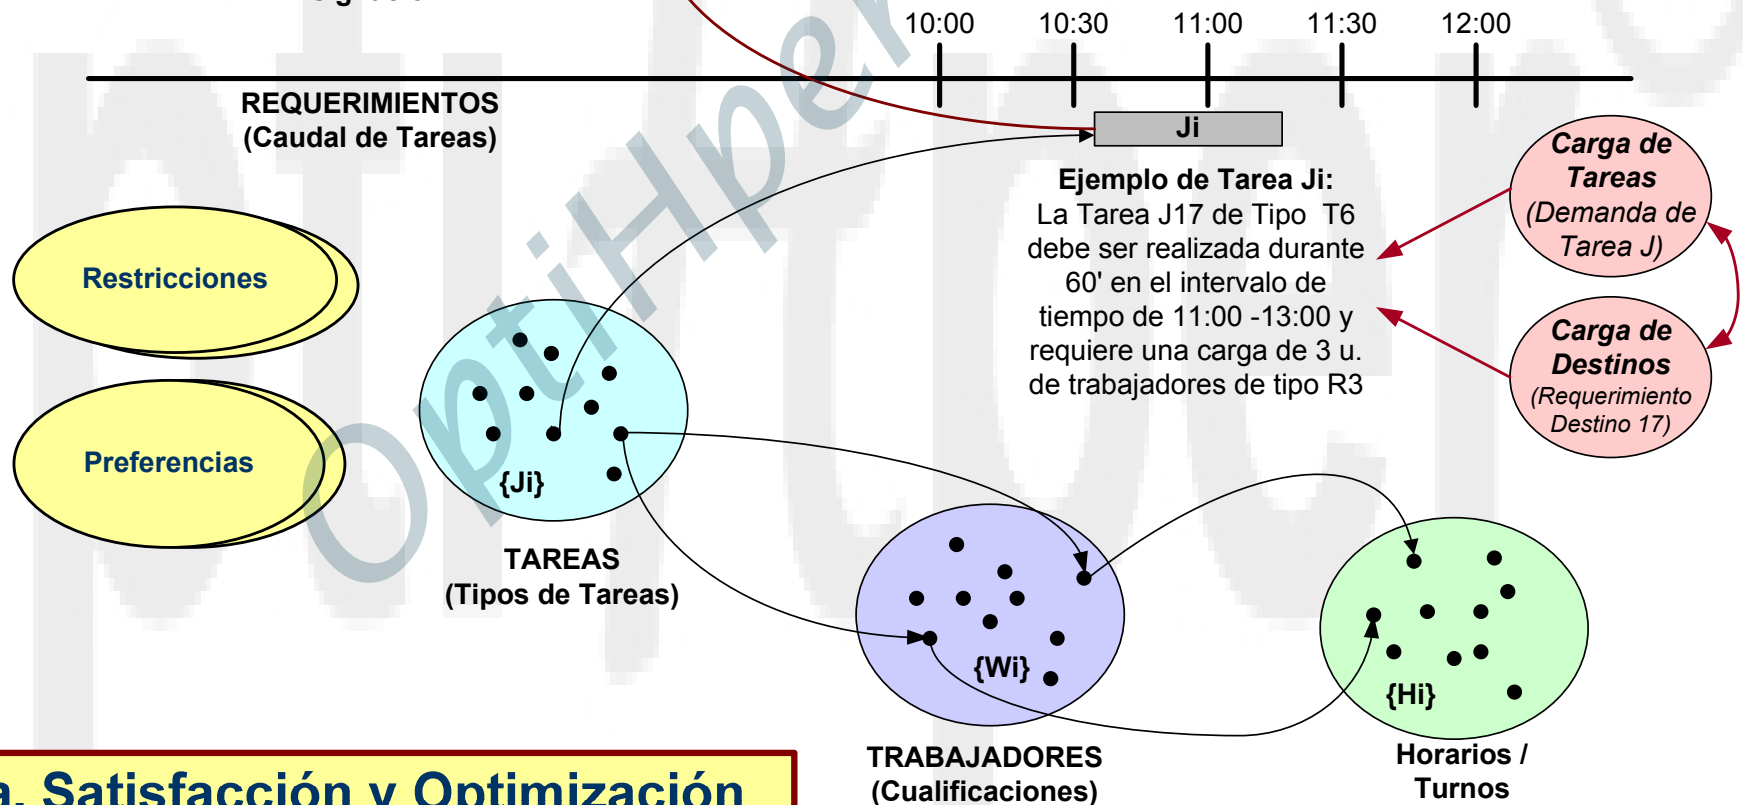 10:00 10:30 11:00 11:30 12:00
REQUERIMIENTOS
(Caudal de Tareas)
Ji
Ejemplo de Tarea Ji:
La Tarea J17 de Tipo T6
debe ser realizada durante
60' en el intervalo de
tiempo de 11:00 -13:00 y
requiere una carga de 3 u.
de trabajadores de tipo R3
Carga de
Tareas
(Demanda de
Tarea J)
Carga de
Destinos
(Requerimiento
Destino 17)
Restricciones
Preferencias
{Ji}
TAREAS
(Tipos de Tareas)
{Wi}
TRABAJADORES
(Cualificaciones)
{Hi}
Horarios /
Turnos
Satisfacción y Optimización
OptiHper